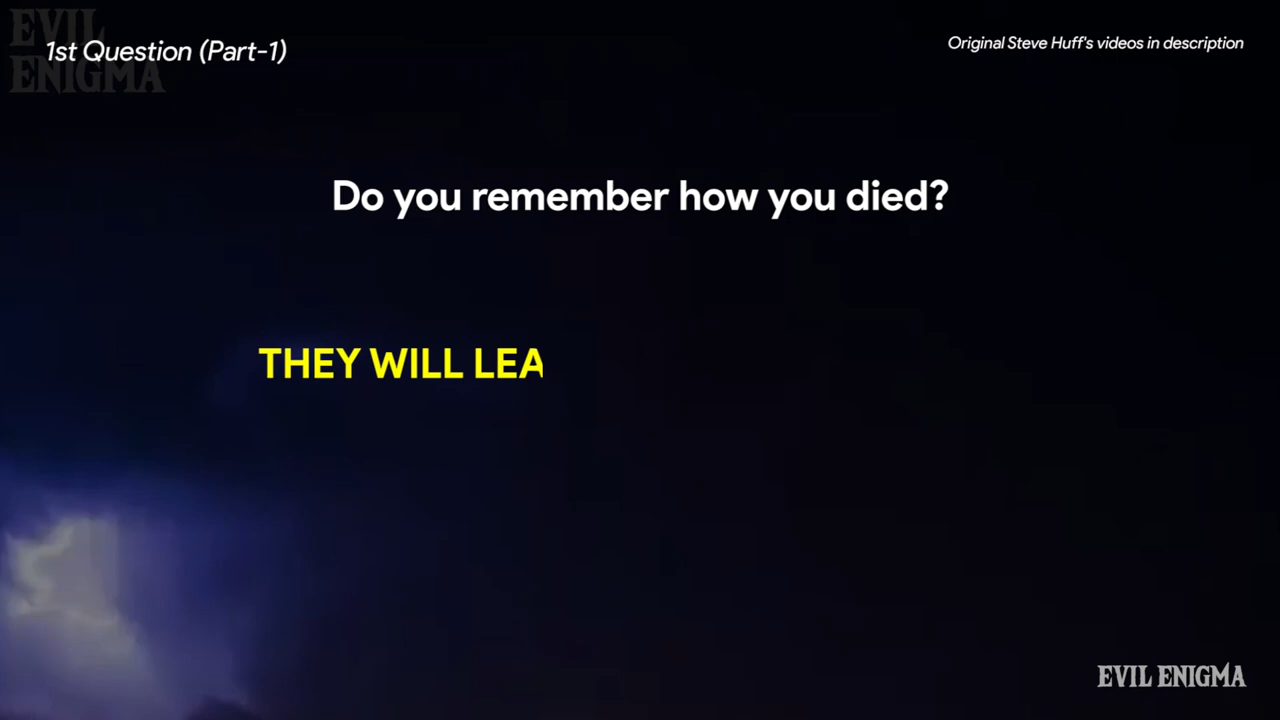 EVIL
ENIGMA
1st Question (Part-1)
Original Steve Huff's videos in description
Do you remember how you died?
THEY WILL LEA
EVIL ENIGMA